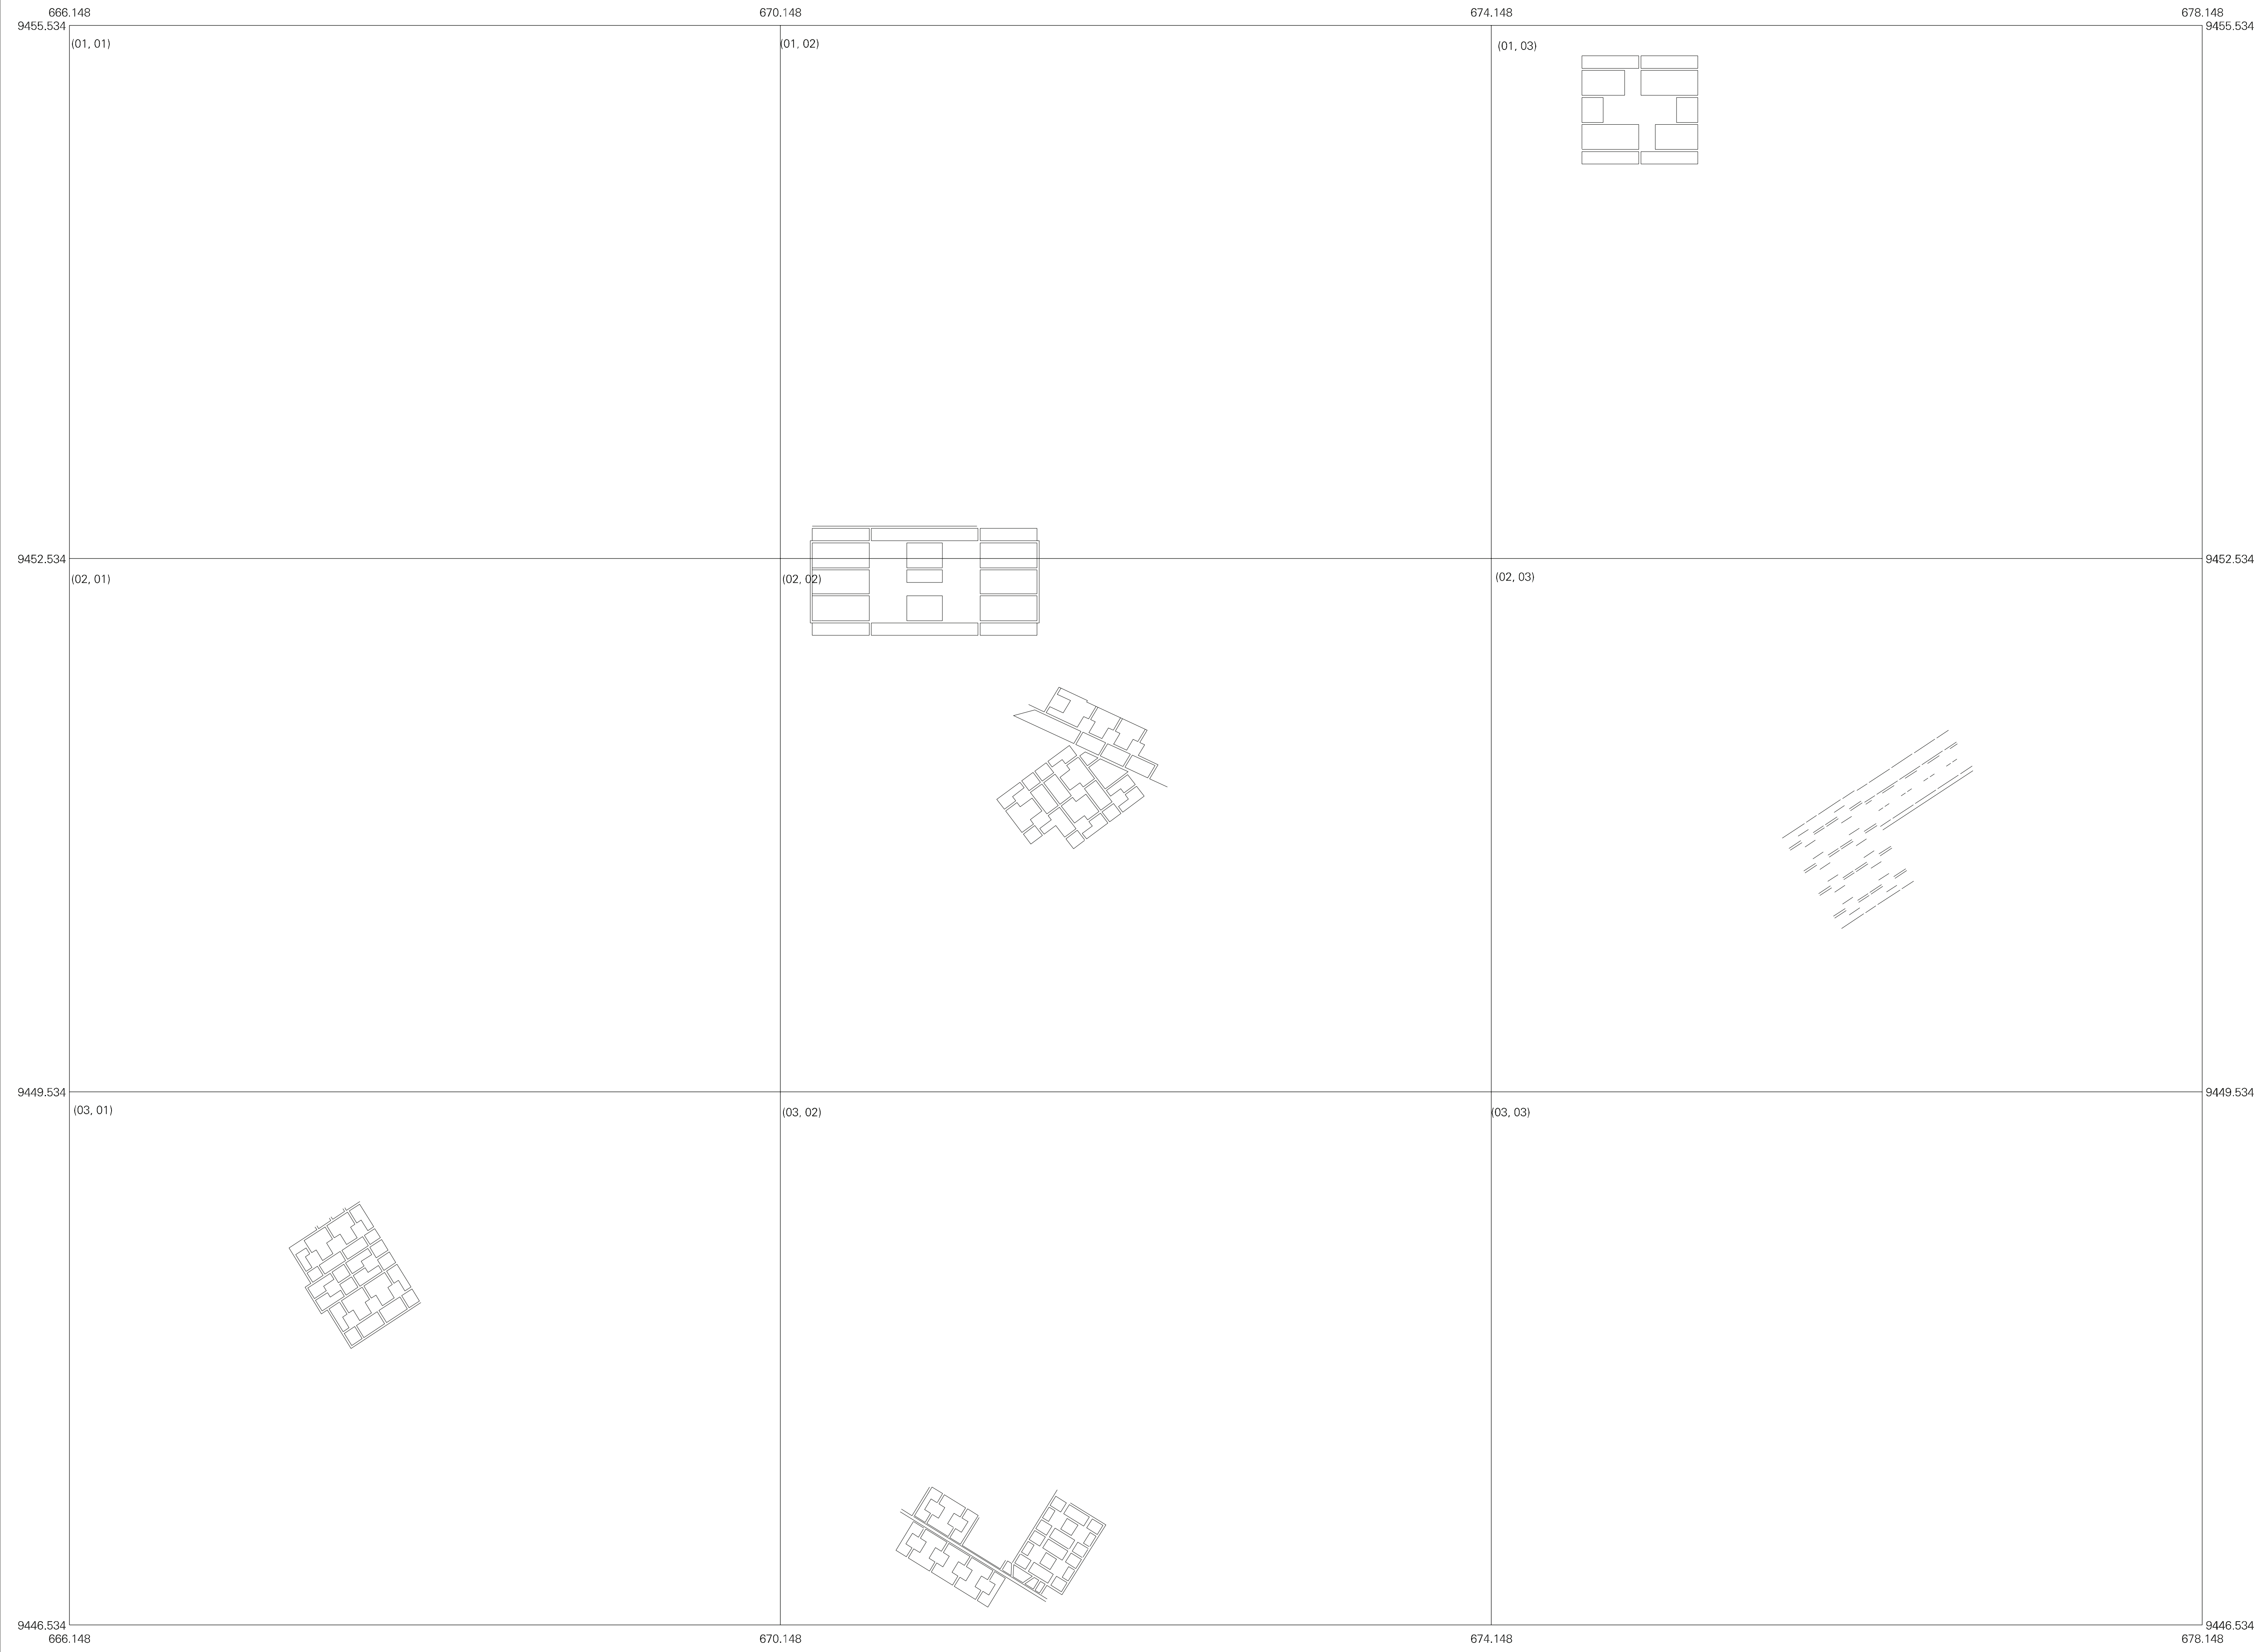 666.148 670.148 674.148 678.148
9455.534 9455.534
(01, 01) (01, 02) (01, 03)
9452.534 9452.534
(02, 01) (02, 02) (02, 03)
9449.534 9449.534
(03, 01) (03, 02) (03, 03)
9446.534 9446.534
666.148 670.148 674.148 678.148